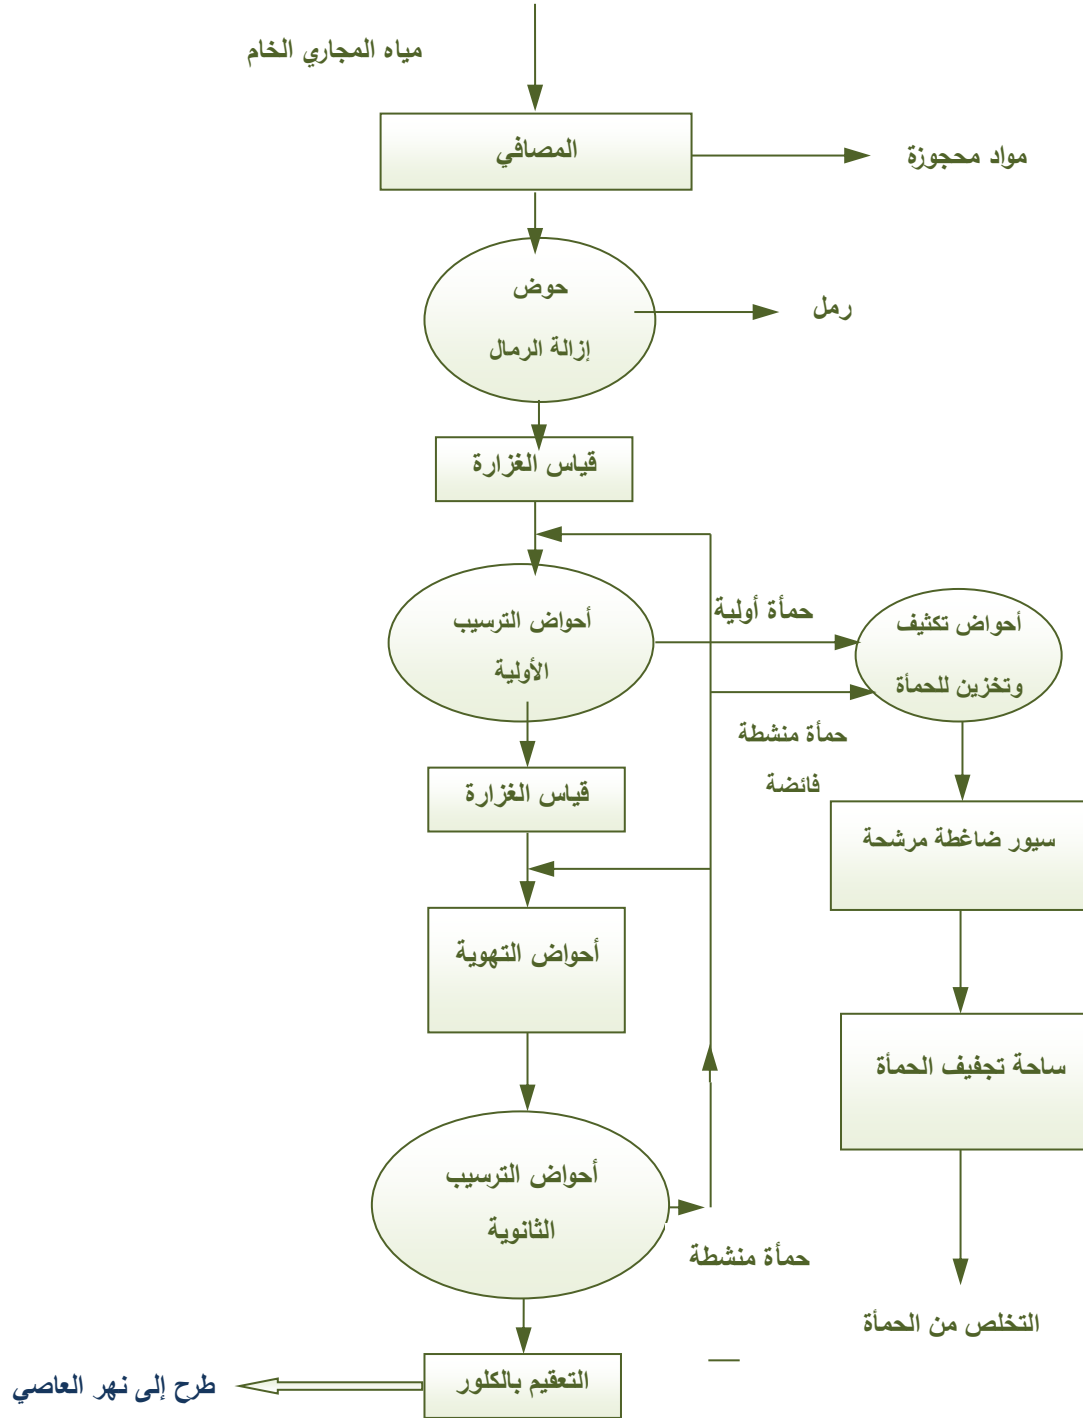 مياه المجاري الخام
المصافي
مواد محجوزة
حوض
إزالة الرمال
رمل
قياس الغزارة
أحواض الترسيب
الأولية
حمأة أولية
أحواض تكثيف
وتخزين للحمأة
حمأة منشطة
فائضة
قياس الغزارة
سيور ضاغطة مرشحة
أحواض التهوية
ساحة تجفيف الحمأة
أحواض الترسيب
الثانوية
حمأة منشطة
التخلص من الحمأة
التعقيم بالكلور
طرح إلى نهر العاصي